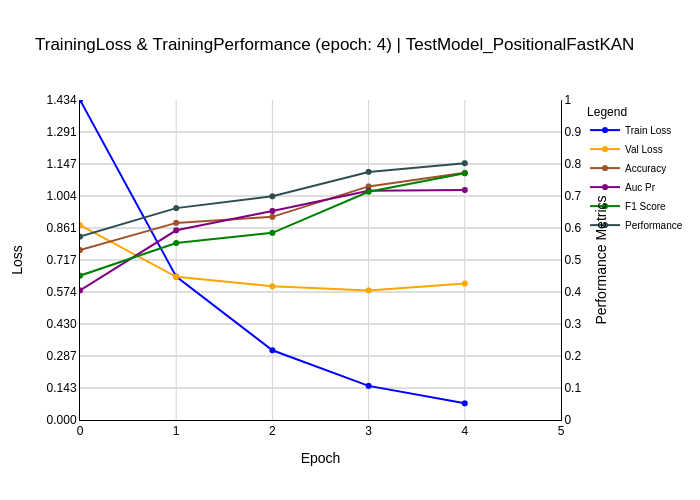 TrainingLoss & TrainingPerformance (epoch: 4) | TestModel_PositionalFastKAN
Loss
1.434
1.291
1.147
1.004
0.861
0.717
0.574
0.430
0.287
0.143
0.000
0 1 2 3 4 5
Epoch
1
0.9
0.8
0.7
0.6
0.5
0.4
0.3
0.2
0.1
0
Performance Metrics
Legend
Train Loss
Val Loss
Accuracy
Auc Pr
F1 Score
Performance